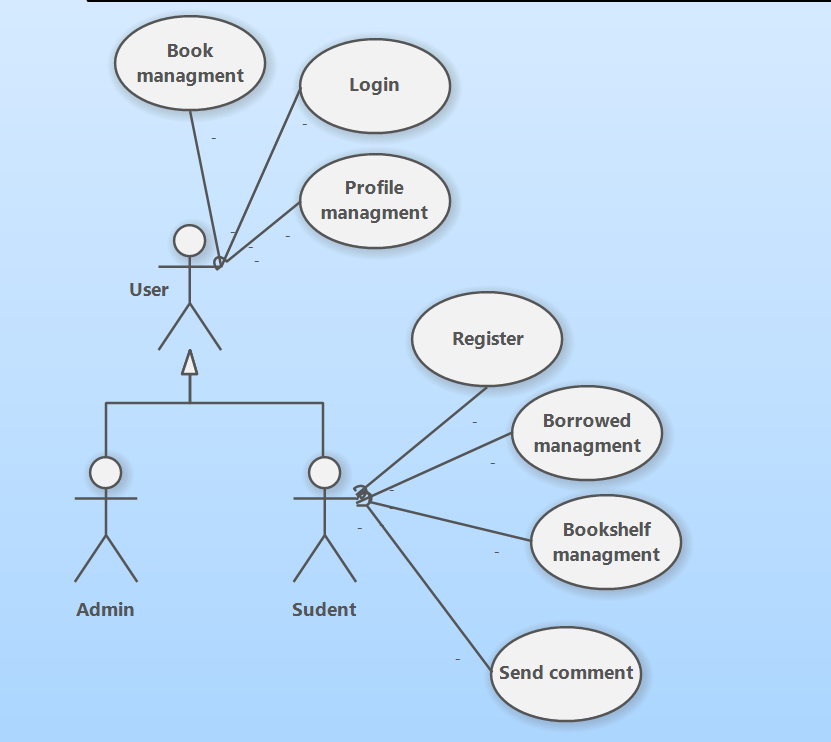 Book
managment
Login
Profile
managment
User
Register
Borrowed
managment
Bookshelf
managment
Admin
Sudent
Send comment